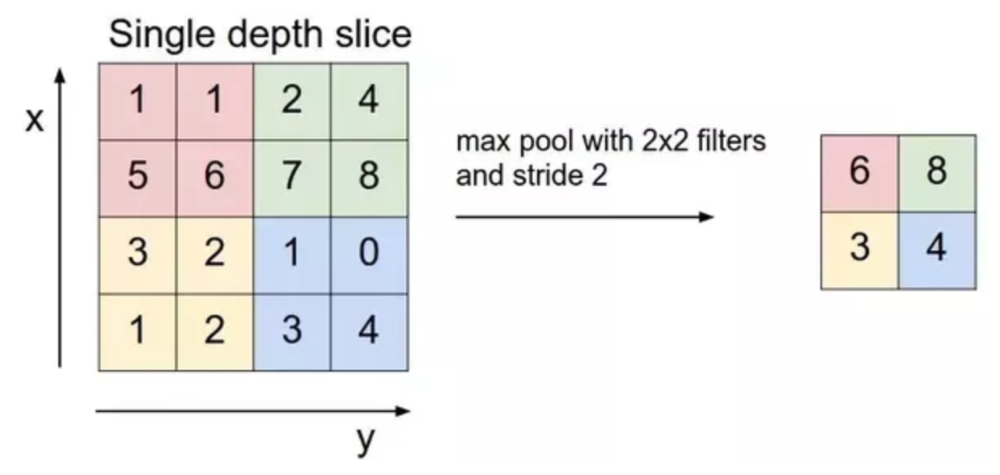 Single depth slice
x
1 1 2 4
5 6 7 8
3 2 1 0
1 2 3 4
y
max pool with 2x2 filters
and stride 2
6 8
3 4